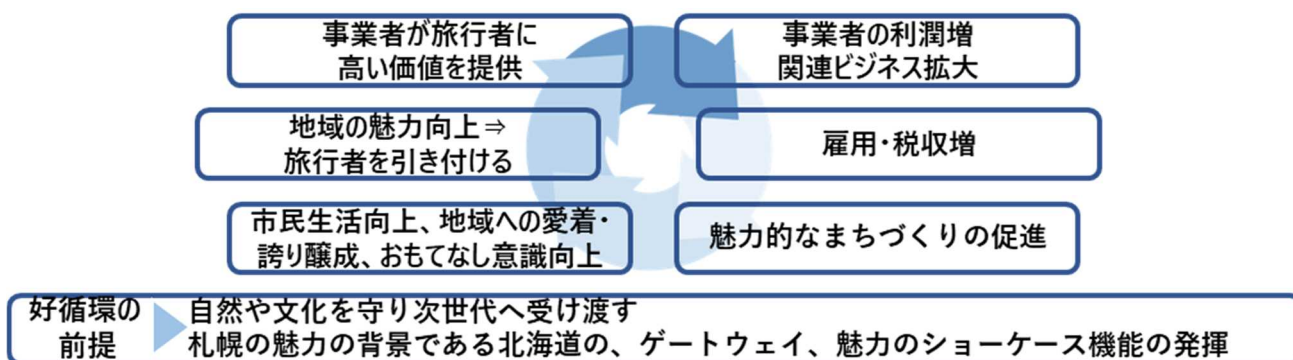 事業者が旅行者に
高い価値を提供
事業者の利潤増
関連ビジネス拡大
地域の魅力向上⇒
旅行者を引き付ける
雇用・税収増
市民生活向上、地域への愛着・
誇り醸成、おもてなし意識向上
魅力的なまちづくりの促進
好循環の
前提
自然や文化を守り次世代へ受け渡す
札幌の魅力の背景である北海道の、ゲートウェイ、魅力のショーケース機能の発揮